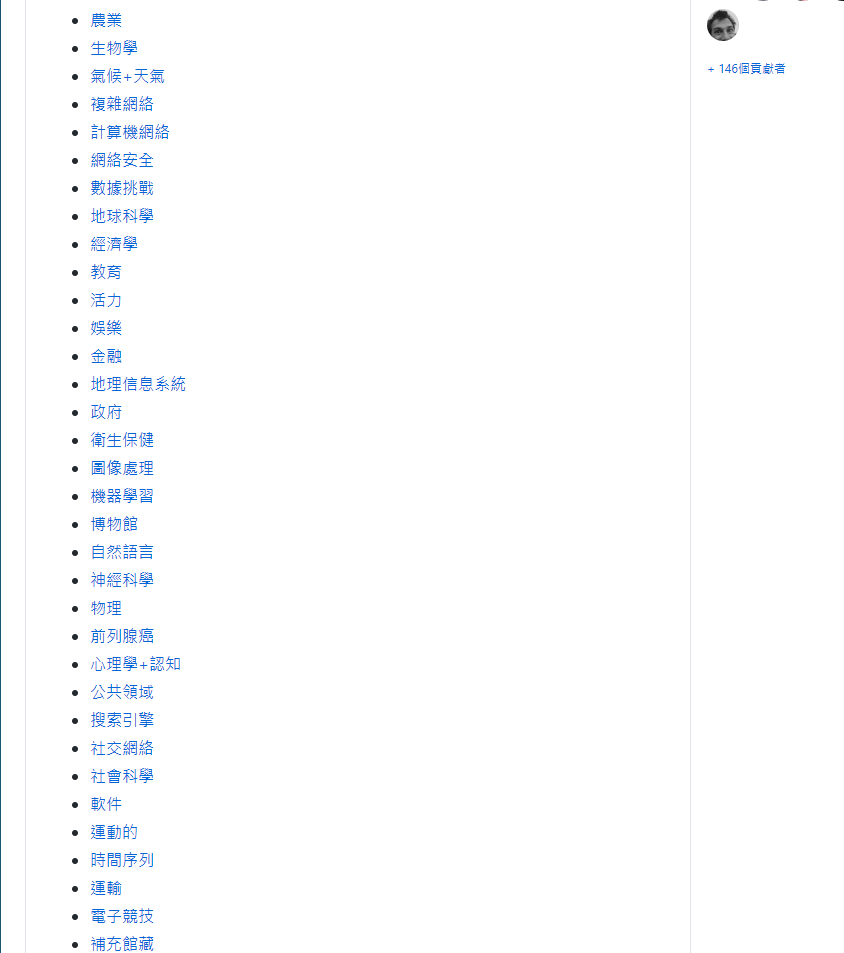 農業
生物學
氣候+天氣
複雜網絡
計算機網絡
網絡安全
數據挑戰
地球科學
經濟學
教育
活力
娛樂
金融
地理信息系統
政府
衛生保健
圖像處理
機器學習
博物館
自然語言
神經科學
物理
前列腺癌
心理學+認知
公共領域
搜索引擎
社交網絡
社會科學
軟件
運動的
時間序列
運輸
電子競技
補充館藏
+ 146個貢獻者